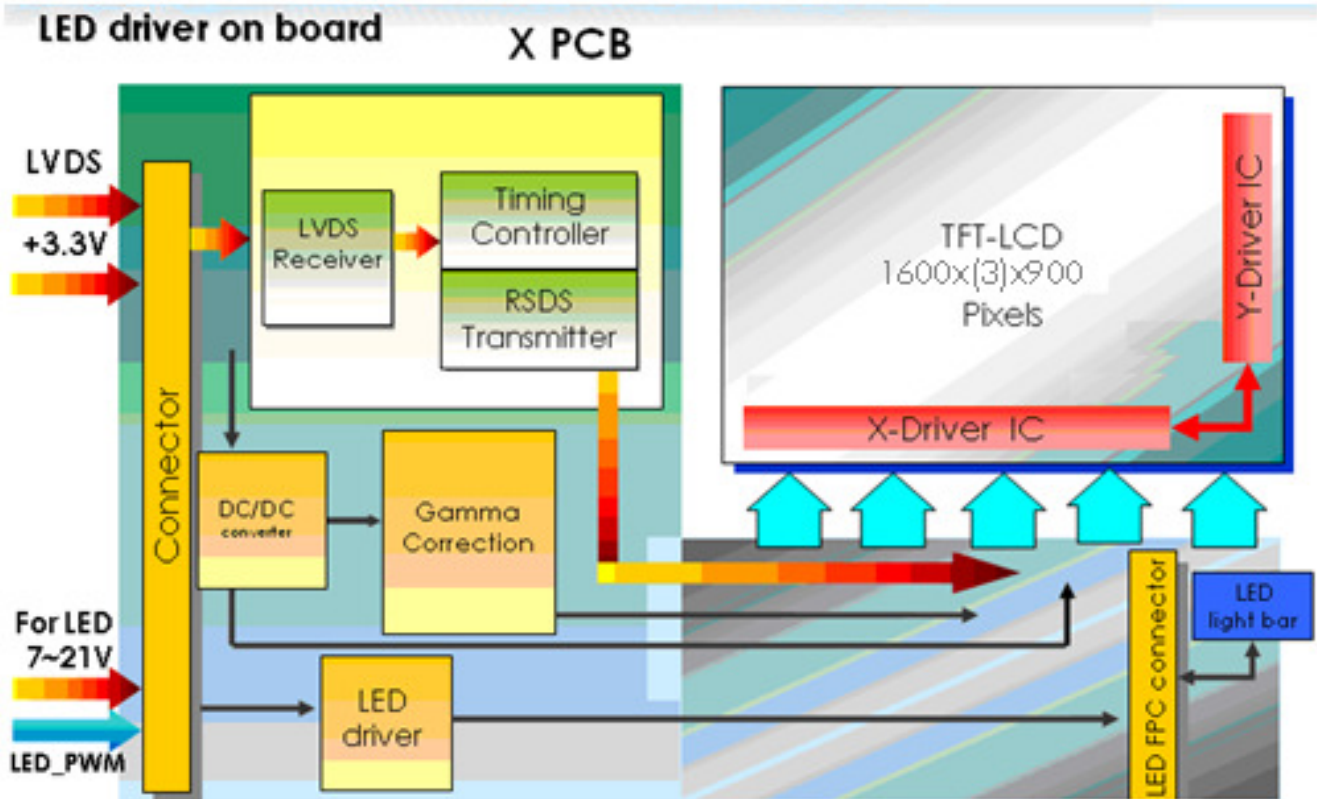 LED driver on board
X PCB
LVDS
+3.3V
Connector
LVDS
Receiver
Timing
Controller
RSDS
Transmitter
TFT-LCD
1600x(3)x900
Pixels
Y-Driver IC
X-Driver IC
DC/DC
converter
Gamma
Correction
For LED
7~21V
LED_PWM
LED
driver
LED FPC connector
LED
light bar